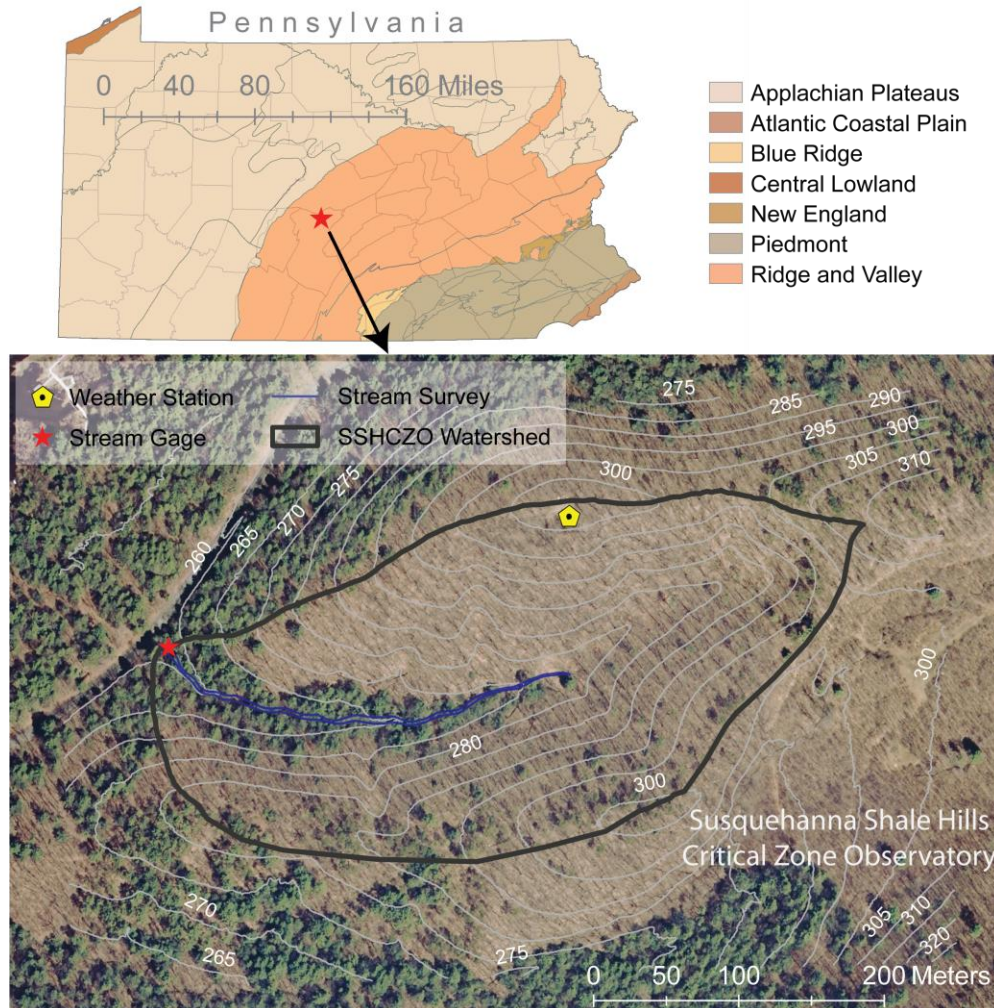 Pennsylvania
0 40 80 160 Miles
Applachian Plateaus
Atlantic Coastal Plain
Blue Ridge
Central Lowland
New England
Piedmont
Ridge and Valley
Weather Station
Stream Survey
Stream Gage
SSHCZO Watershed
275
285
290
295
300
305
310
300
275
270
265
260
300
280
300
Susquehanna Shale Hills
Critical Zone Observatory
270
265
275
305
310
320
0 50 100 200 Meters